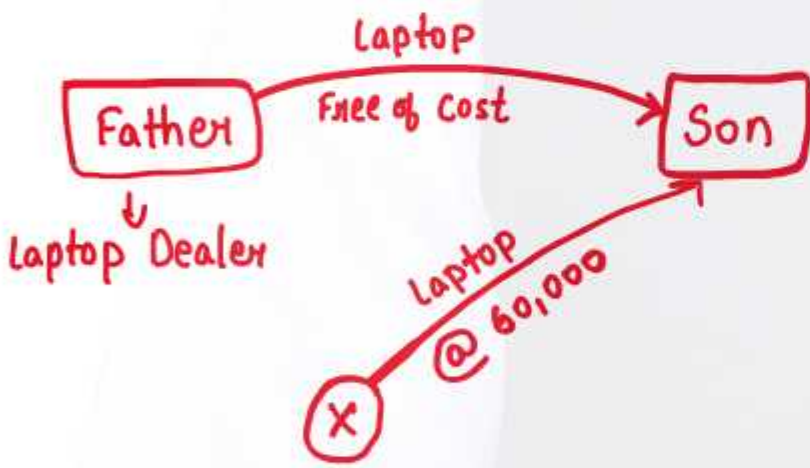 Laptop
Free of Cost
Father
Son
Laptop Dealer
Laptop
@ 60,000
X